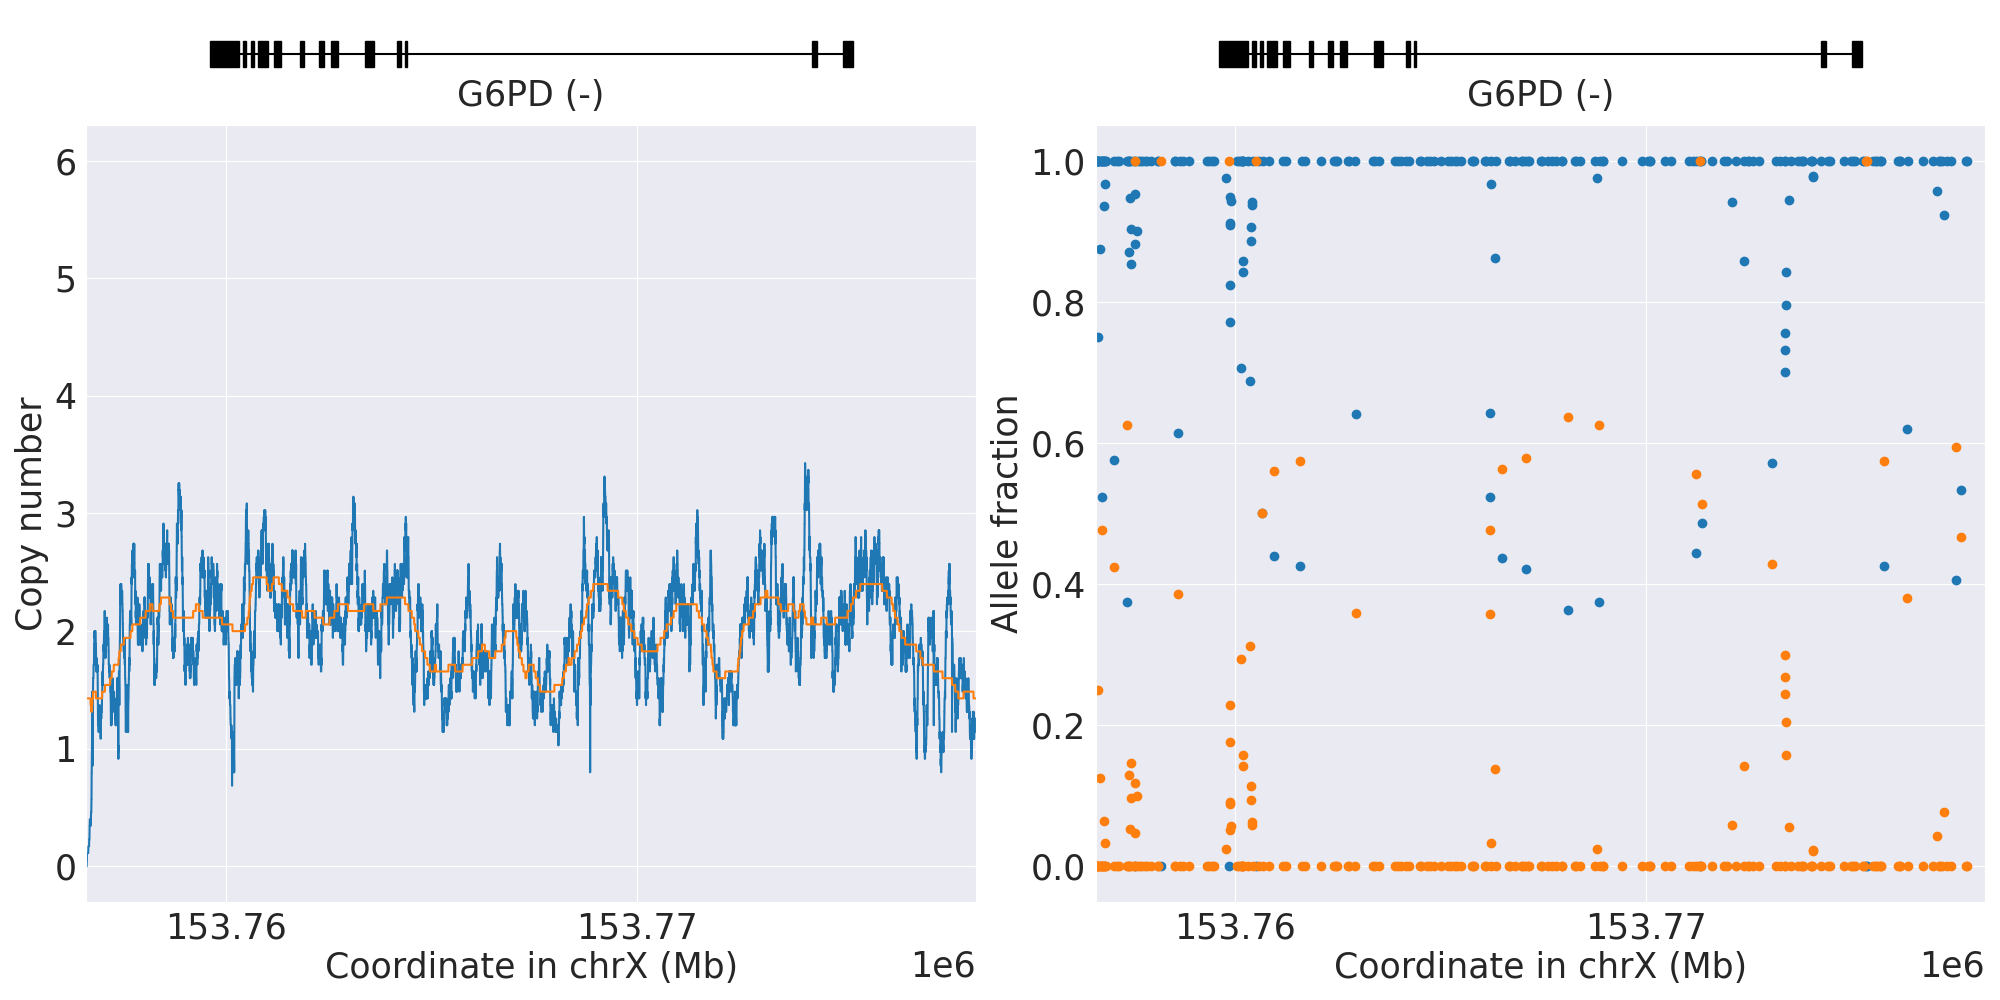 G6PD (-)
6
5
4
3
2
1
0
Copy number
153.76
153.77
Coordinate in chrX (Mb)
1e6
G6PD (-)
1.0
0.8
0.6
0.4
0.2
0.0
Allele fraction
153.76
153.77
Coordinate in chrX (Mb)
1e6